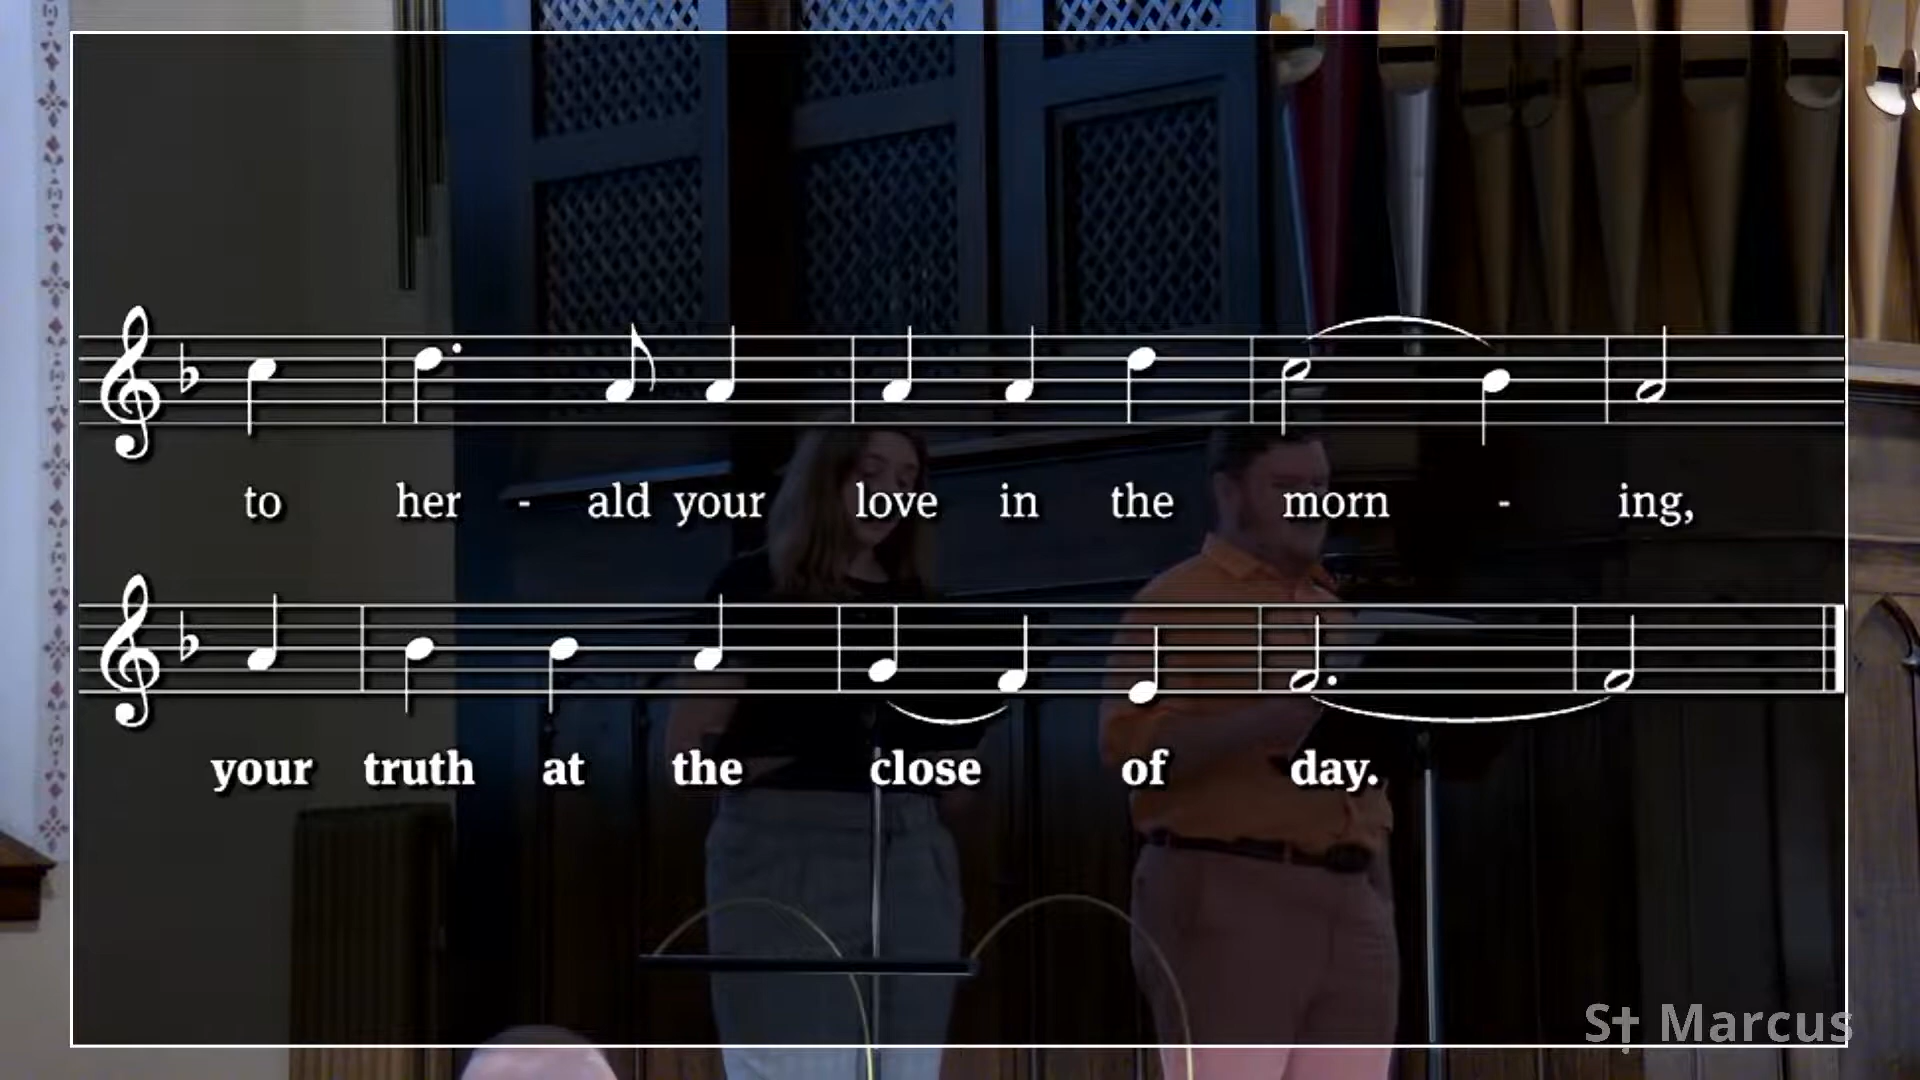 to her - ald your love in the morn - ing,
your truth at the close of day.
St Marcus